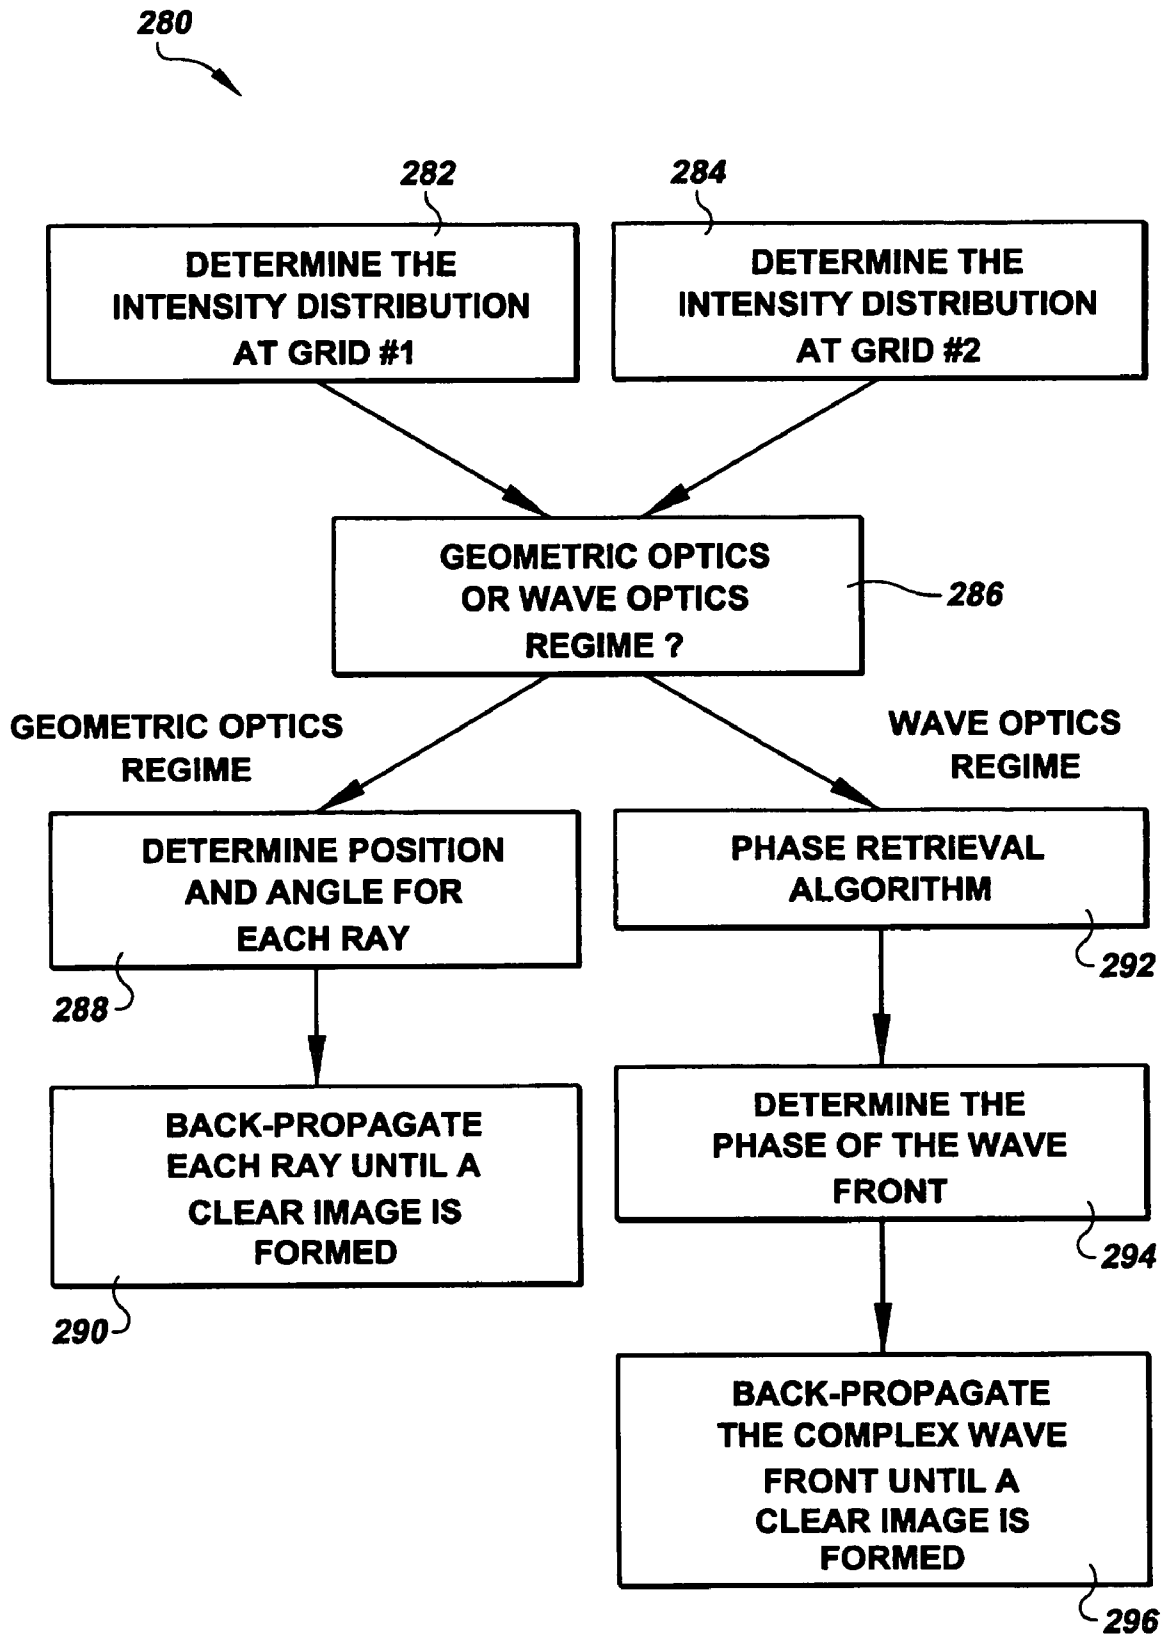 280
282
DETERMINE THE
INTENSITY DISTRIBUTION
AT GRID #1
284
DETERMINE THE
INTENSITY DISTRIBUTION
AT GRID #2
GEOMETRIC OPTICS
OR WAVE OPTICS
REGIME ?
286
GEOMETRIC OPTICS
REGIME
WAVE OPTICS
REGIME
DETERMINE POSITION
AND ANGLE FOR
EACH RAY
288
PHASE RETRIEVAL
ALGORITHM
292
BACK-PROPAGATE
EACH RAY UNTIL A
CLEAR IMAGE IS
FORMED
290
DETERMINE THE
PHASE OF THE WAVE
FRONT
294
BACK-PROPAGATE
THE COMPLEX WAVE
FRONT UNTIL A
CLEAR IMAGE IS
FORMED
296